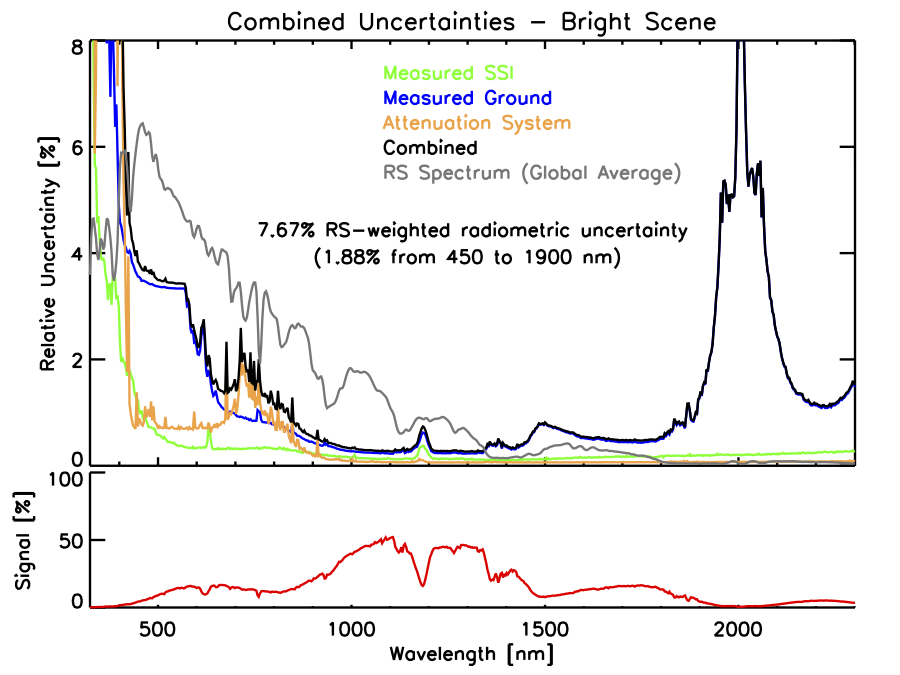 Combined Uncertainties – Bright Scene
8
6
4
2
0
Relative Uncertainty [%]
Measured SSI
Measured Ground
Attenuation System
Combined
RS Spectrum (Global Average)
7.67% RS-weighted radiometric uncertainty
(1.88% from 450 to 1900 nm)
100
50
0
Signal [%]
500 1000 1500 2000
Wavelength [nm]